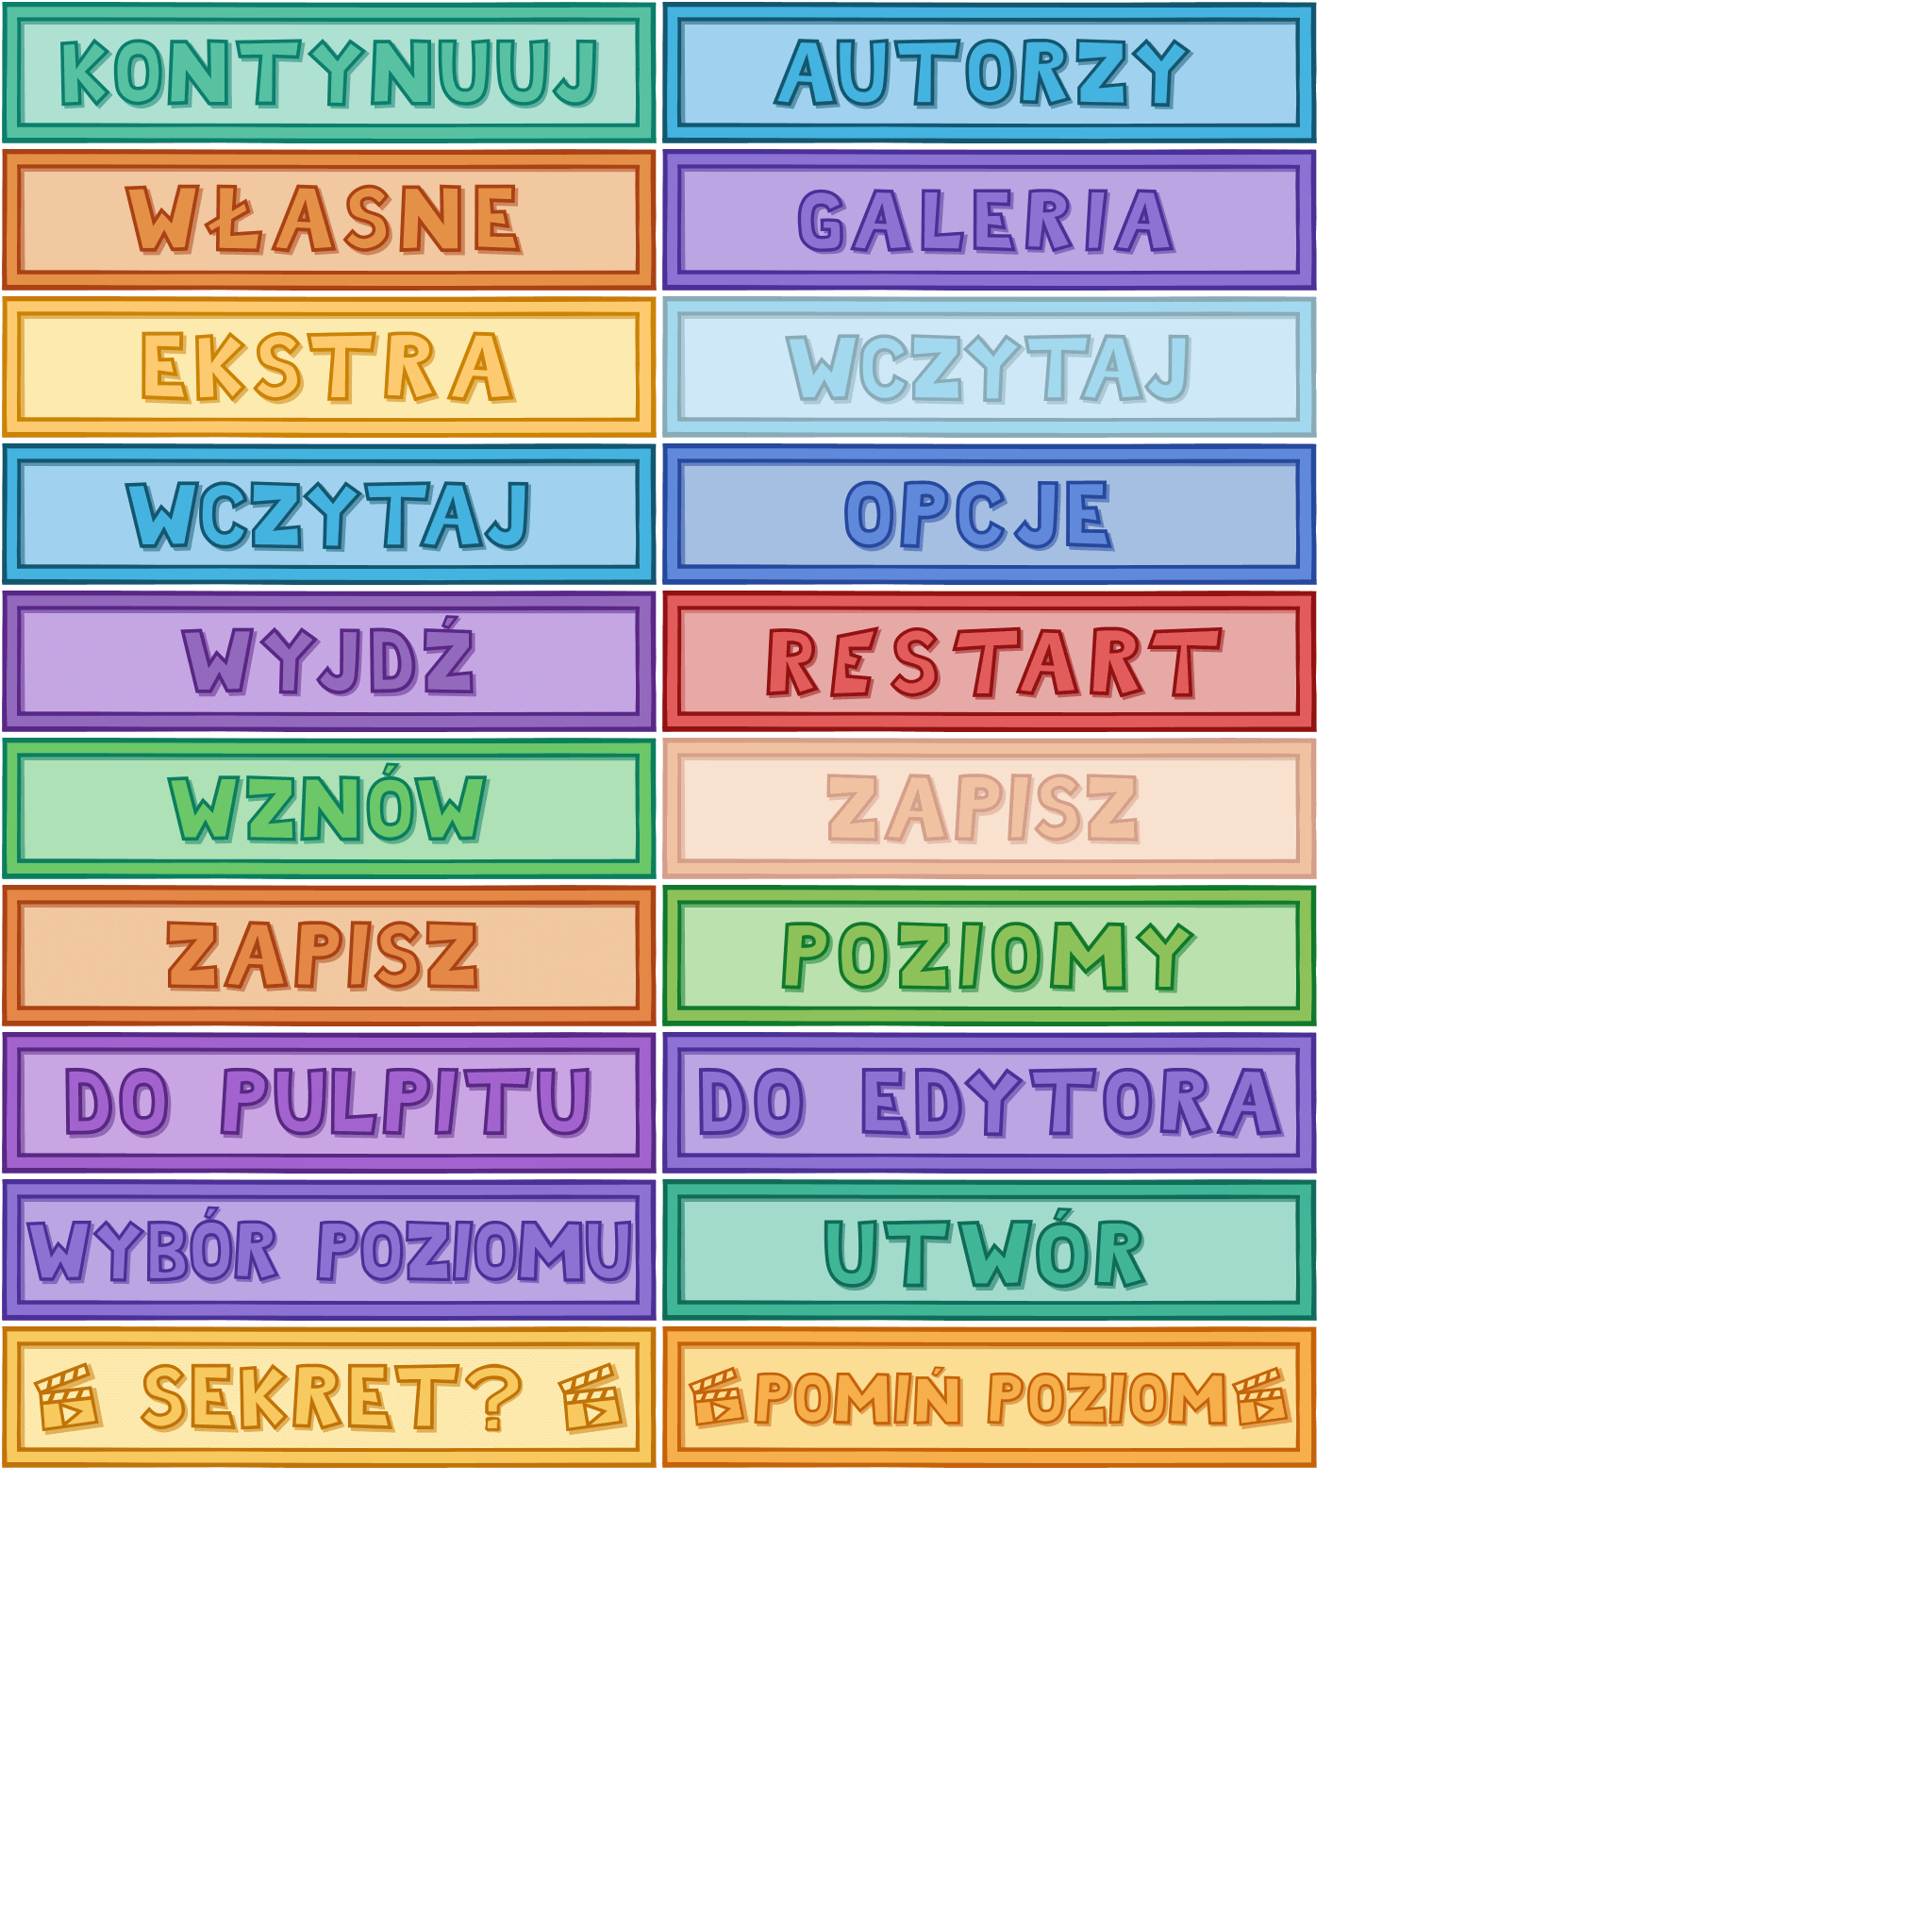 KONTYNUUJ
AUTORZY
WŁASNE
GALERIA
EKSTRA
WCZYTAJ
WCZYTAJ
OPCJE
WYJDŹ
RESTART
WZNÓW
ZAPISZ
ZAPISZ
POZIOMY
DO PULPITU
DO EDYTORA
WYBÓR POZIOMU
UTWÓR
SEKRET?
POMIŃ POZIOM